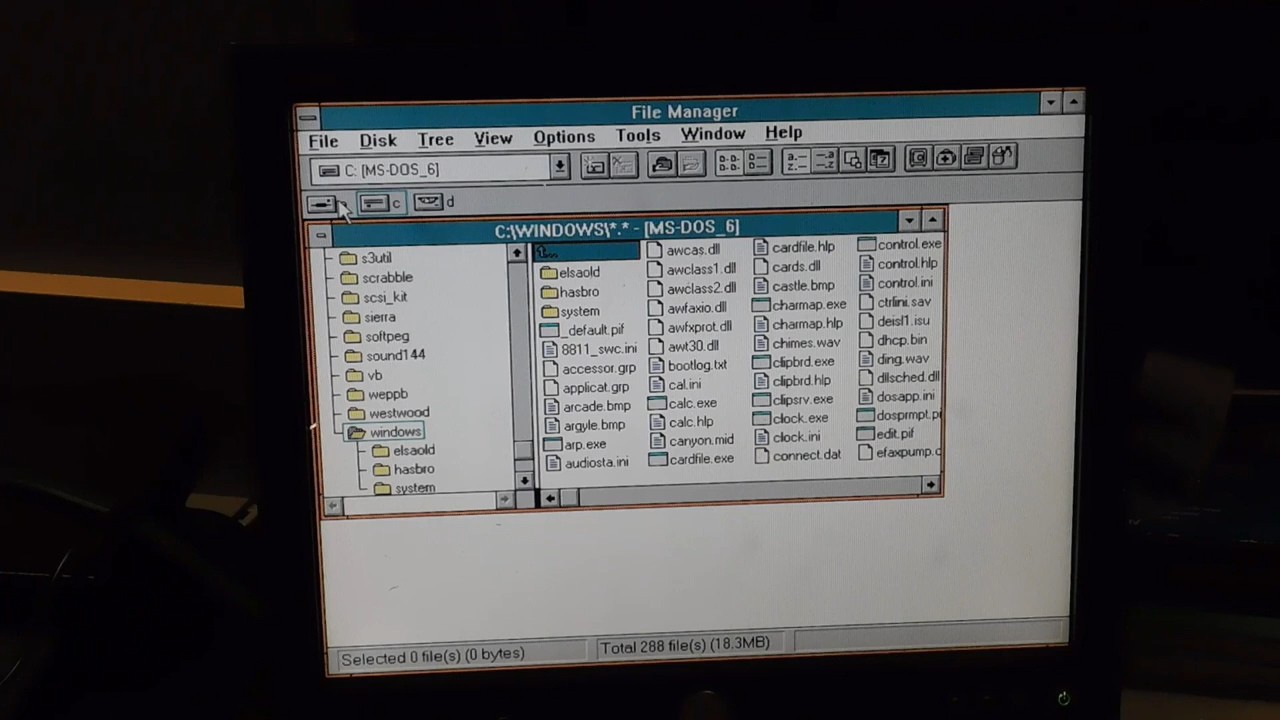 File Manager
File Disk Tree View Options Tools Window Help
C: [MS-DOS_6]
c d
C:\WINDOWS\*.* - [MS-DOS_6]
s3util
scrabble
scsi_kit
sierra
softpeg
sound144
vb
weppb
westwood
windows
elsaold
hasbro
system
..
elsaold
hasbro
system
_default.pif
8811_swc.ini
accessor.grp
applicat.grp
arcade.bmp
argyle.bmp
arp.exe
audiosta.ini
awcas.dll
awclass1.dll
awclass2.dll
awfaxio.dll
awfxprot.dll
awt30.dll
bootlog.txt
cal.ini
calc.exe
calc.hlp
canyon.mid
cardfile.exe
cardfile.hlp
cards.dll
castle.bmp
charmap.exe
charmap.hlp
chimes.wav
clipbrd.exe
clipbrd.hlp
clipsrv.exe
clock.exe
clock.ini
connect.dat
control.exe
control.hlp
control.ini
ctrlini.sav
deisl1.isu
dhcp.bin
ding.wav
dllsched.dll
dosapp.ini
dosprmpt.pi
edit.pif
efaxpump.
Selected 0 file(s) (0 bytes)
Total 288 file(s) (18.3MB)